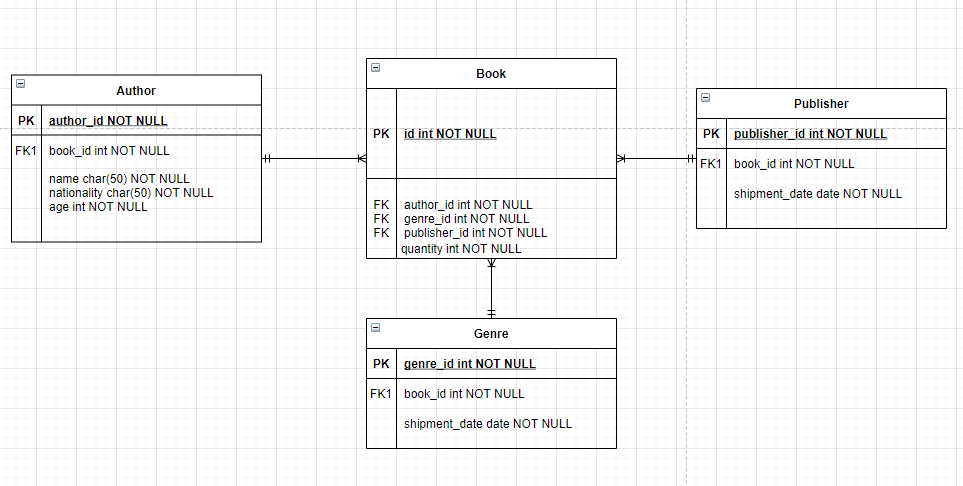 Author
PK author_id NOT NULL
FK1 book_id int NOT NULL
name char(50) NOT NULL
nationality char(50) NOT NULL
age int NOT NULL
Book
PK id int NOT NULL
FK author_id int NOT NULL
FK genre_id int NOT NULL
FK publisher_id int NOT NULL
quantity int NOT NULL
Publisher
PK publisher_id int NOT NULL
FK1 book_id int NOT NULL
shipment_date date NOT NULL
Genre
PK genre_id int NOT NULL
FK1 book_id int NOT NULL
shipment_date date NOT NULL